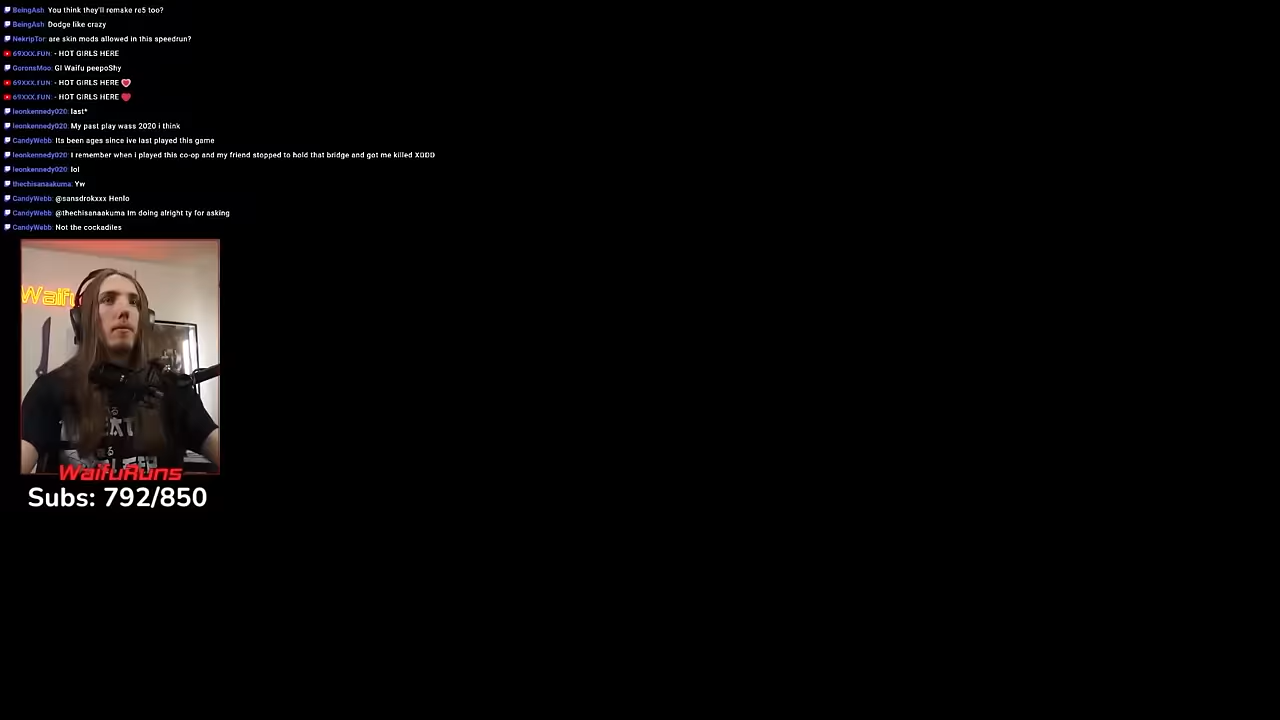 BeingAsh: You think they'll remake re5 too?
BeingAsh: Dodge like crazy
NekripTor: are skin mods allowed in this speedrun?
69XXX.FUN: - HOT GIRLS HERE
GoronsMoo: Gl Waifu peepoShy
69XXX.FUN: - HOT GIRLS HERE
69XXX.FUN: - HOT GIRLS HERE
leonkennedy020: last*
leonkennedy020: My past play wass 2020 i think
CandyWebb: Its been ages since ive last played this game
leonkennedy020: I remember when i played this co-op and my friend stopped to hold that bridge and got me killed XDDD
leonkennedy020: lol
thechisanaakuma: Yw
CandyWebb: @sansdrokxxx Henlo
CandyWebb: @thechisanaakuma Im doing alright ty for asking
CandyWebb: Not the cockadiles
Waifu
WaifuRuns
Subs: 792/850